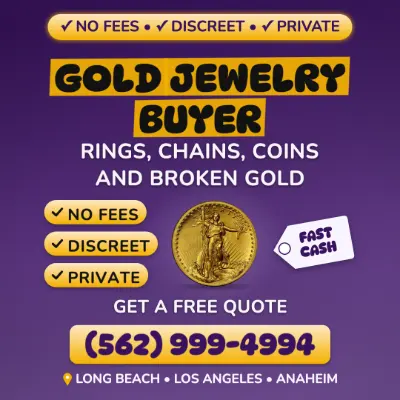 ✓ NO FEES • ✓ DISCREET • ✓ PRIVATE
GOLD JEWELRY
BUYER
RINGS, CHAINS, COINS
AND BROKEN GOLD
✓ NO FEES
✓ DISCREET
✓ PRIVATE
FAST
CASH
GET A FREE QUOTE
(562) 999-4994
LONG BEACH • LOS ANGELES • ANAHEIM